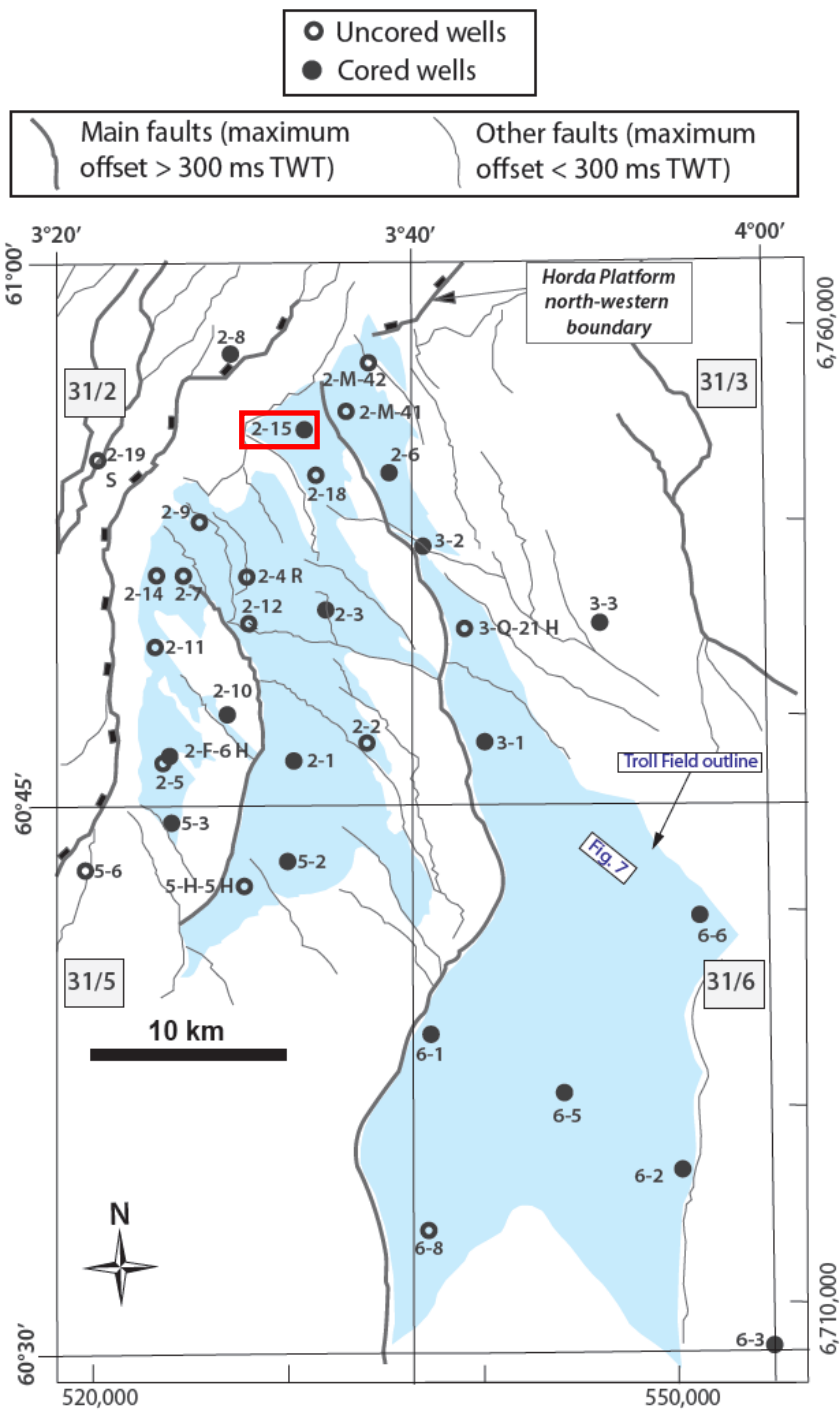 Uncored wells
Cored wells
Main faults (maximum
offset > 300 ms TWT)
Other faults (maximum
offset < 300 ms TWT)
3°20′
3°40′
4°00′
61°00′
Horda Platform
north-western
boundary
6,760,000
2-8
31/2
2-M-42
31/3
2-M-41
2-15
2-19
S
2-6
2-18
2-9
3-2
2-14
2-7
2-4 R
2-12
2-3
3-3
3-Q-21 H
2-11
2-10
2-2
3-1
2-F-6 H
2-5
2-1
Troll Field outline
60°45′
5-3
Fig. 7
5-6
5-2
5-H-5 H
6-6
31/5
31/6
10 km
6-1
6-5
6-2
N
6-8
6,710,000
6-3
60°30′
520,000
550,000